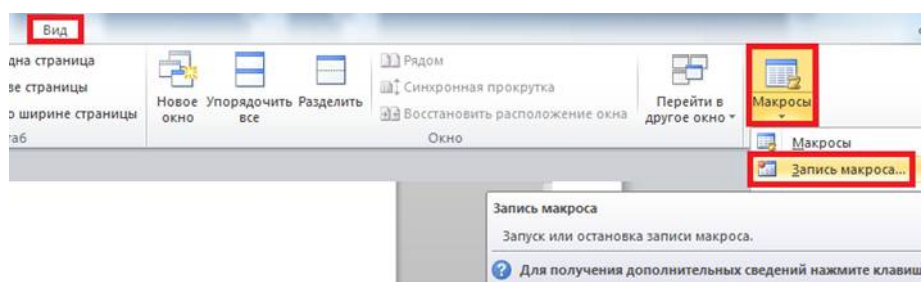 Вид
дна страница
ве страницы
о ширине страницы
Новое окно
Упорядочить все
Разделить
Рядом
Синхронная прокрутка
Восстановить расположение окна
Перейти в другое окно
Макросы
таб
Окно
Макросы
Запись макроса...
Запись макроса
Запуск или остановка записи макроса.
Для получения дополнительных сведений нажмите клавиш